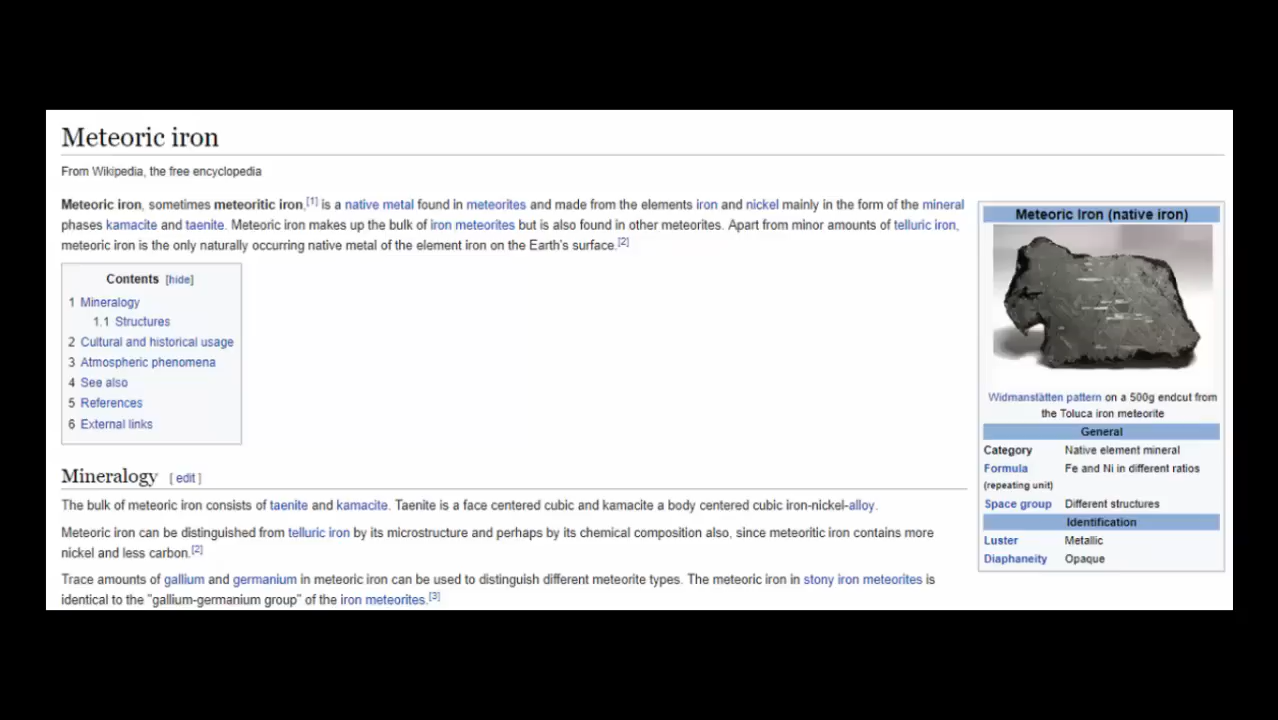 Meteoric iron
From Wikipedia, the free encyclopedia
Meteoric iron, sometimes meteoritic iron,[1] is a native metal found in meteorites and made from the elements iron and nickel mainly in the form of the mineral
phases kamacite and taenite. Meteoric iron makes up the bulk of iron meteorites but is also found in other meteorites. Apart from minor amounts of telluric iron,
meteoric iron is the only naturally occurring native metal of the element iron on the Earth's surface.[2]
Contents [hide]
1 Mineralogy
1.1 Structures
2 Cultural and historical usage
3 Atmospheric phenomena
4 See also
5 References
6 External links
Mineralogy [ edit ]
The bulk of meteoric iron consists of taenite and kamacite. Taenite is a face centered cubic and kamacite a body centered cubic iron-nickel-alloy.
Meteoric iron can be distinguished from telluric iron by its microstructure and perhaps by its chemical composition also, since meteoritic iron contains more
nickel and less carbon.[2]
Trace amounts of gallium and germanium in meteoric iron can be used to distinguish different meteorite types. The meteoric iron in stony iron meteorites is
identical to the "gallium-germanium group" of the iron meteorites.[3]
Meteoric Iron (native iron)
Widmanstätten pattern on a 500g endcut from
the Toluca iron meteorite
General
Category Native element mineral
Formula Fe and Ni in different ratios
(repeating unit)
Space group Different structures
Identification
Luster Metallic
Diaphaneity Opaque